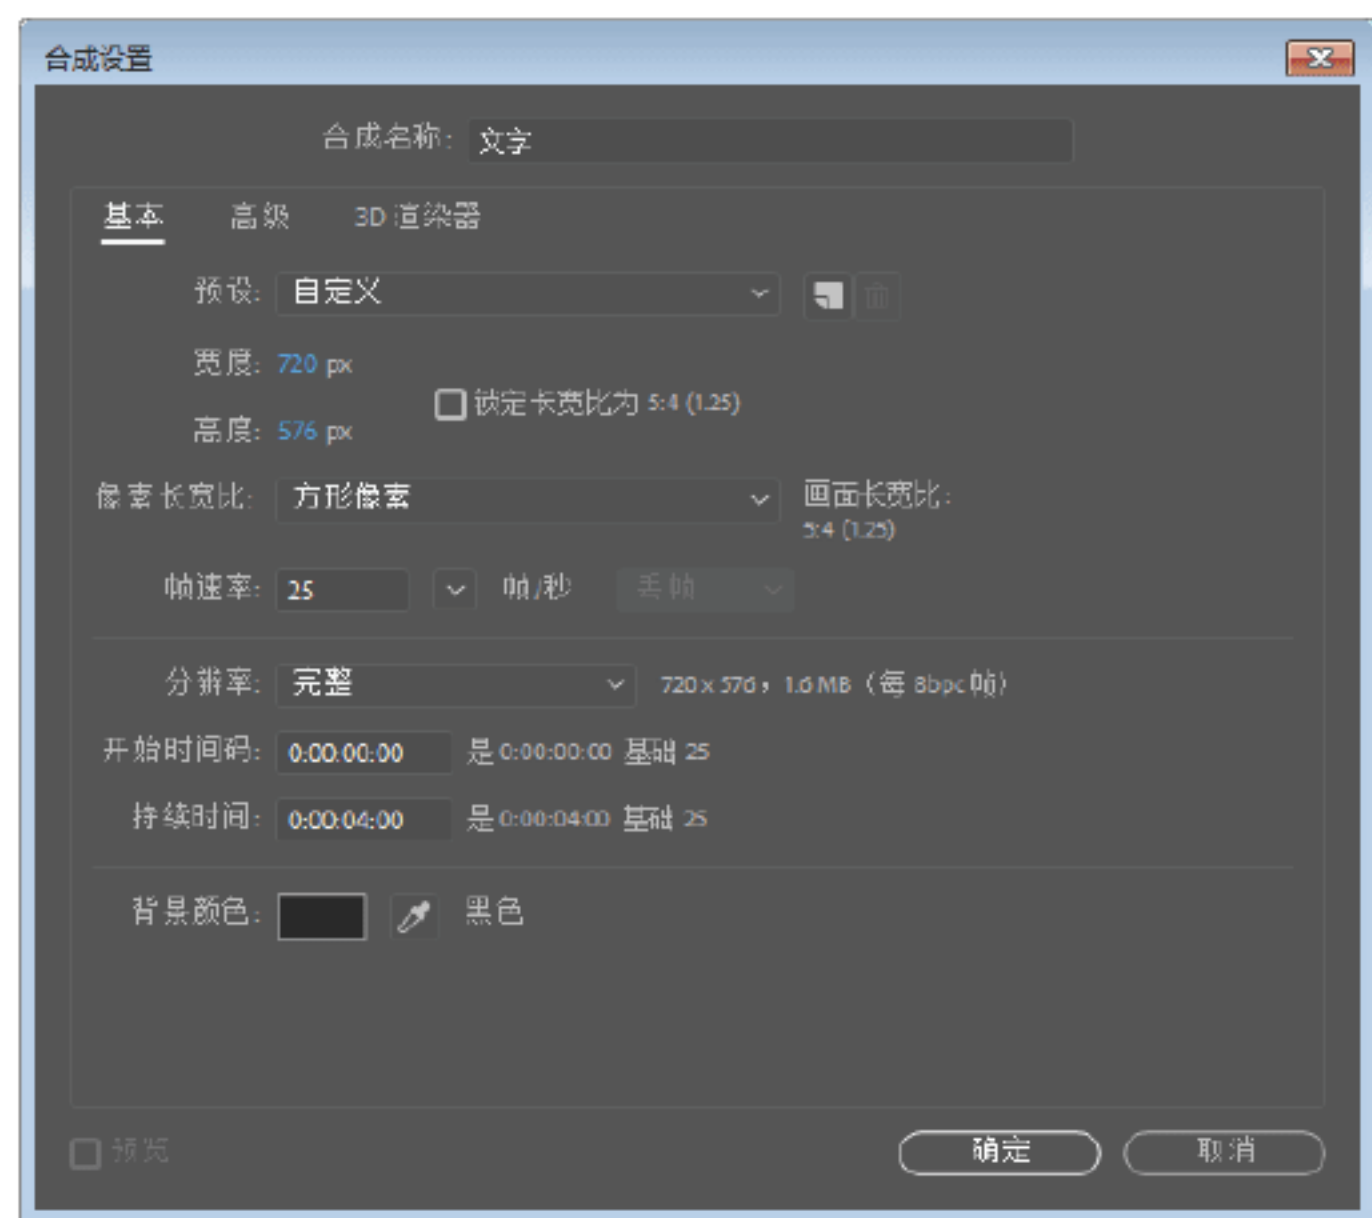 合成设置
合成名称: 文字
基本 高级 3D 渲染器
预设: 自定义
宽度: 720 px
锁定长宽比为 5:4 (1.25)
高度: 576 px
像素长宽比: 方形像素 画面长宽比:
5:4 (1.25)
帧速率: 25 帧/秒 丢帧
分辨率: 完整 720 x 576，1.6 MB（每 8bpc 帧）
开始时间码: 0:00:00:00 是 0:00:00:00 基础 25
持续时间: 0:00:04:00 是 0:00:04:00 基础 25
背景颜色: 黑色
预览 确定 取消